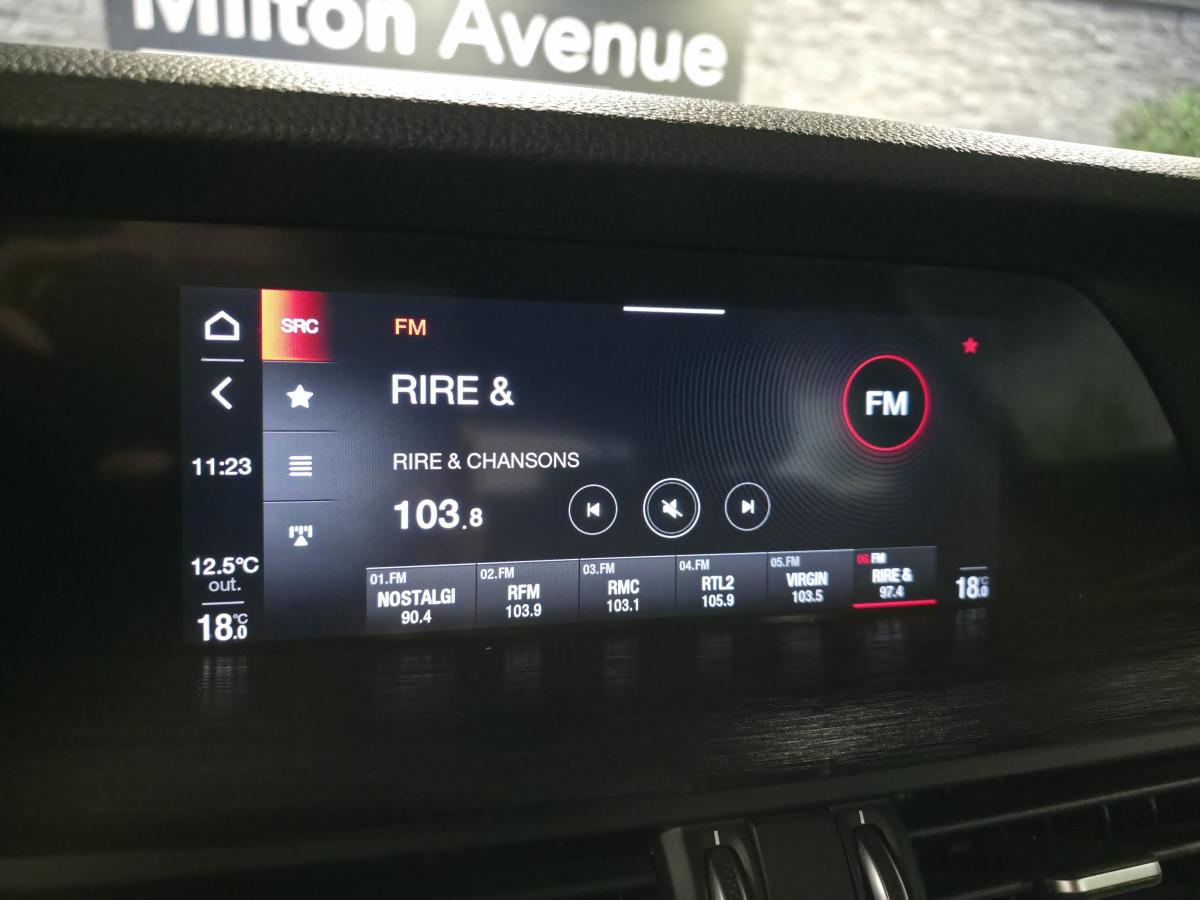 Milton Avenue
SRC
FM
RIRE &
FM
RIRE & CHANSONS
11:23
103.8
12.5°C
out.
18.0°C
01.FM
NOSTALGI
90.4
02.FM
RFM
103.9
03.FM
RMC
103.1
04.FM
RTL2
105.9
05.FM
VIRGIN
103.5
06.FM
RIRE &
97.4
18.0°C